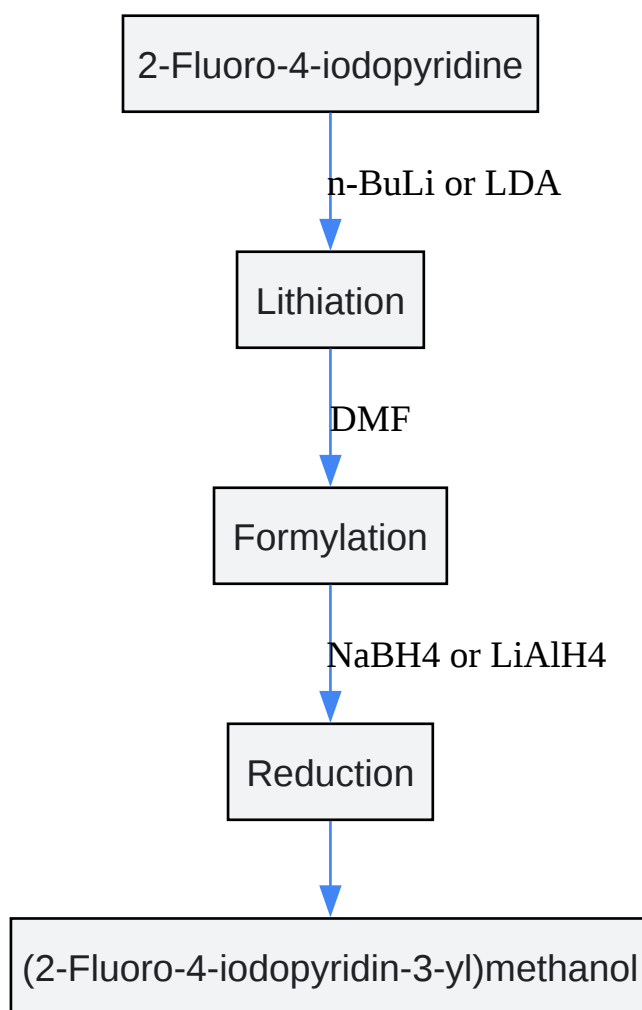 2-Fluoro-4-iodopyridine
n-BuLi or LDA
Lithiation
DMF
Formylation
NaBH4 or LiAlH4
Reduction
(2-Fluoro-4-iodopyridin-3-yl)methanol